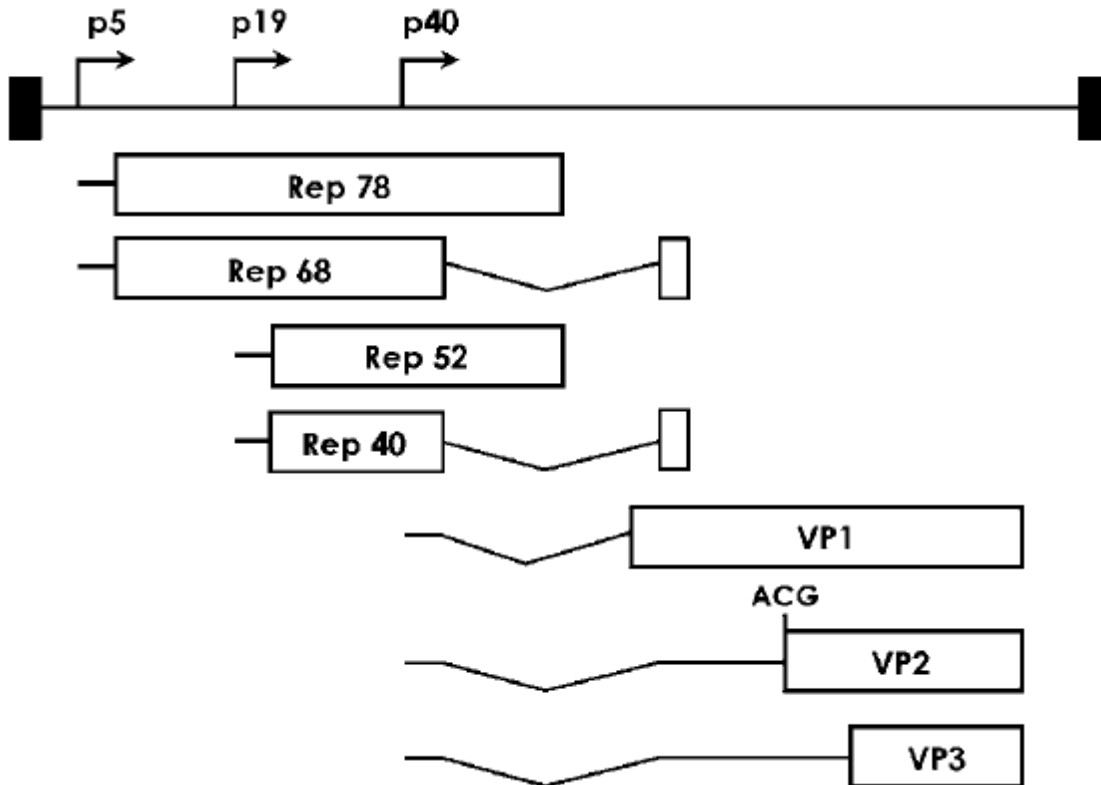 p5 p19 p40
Rep 78
Rep 68
Rep 52
Rep 40
VP1
ACG
VP2
VP3